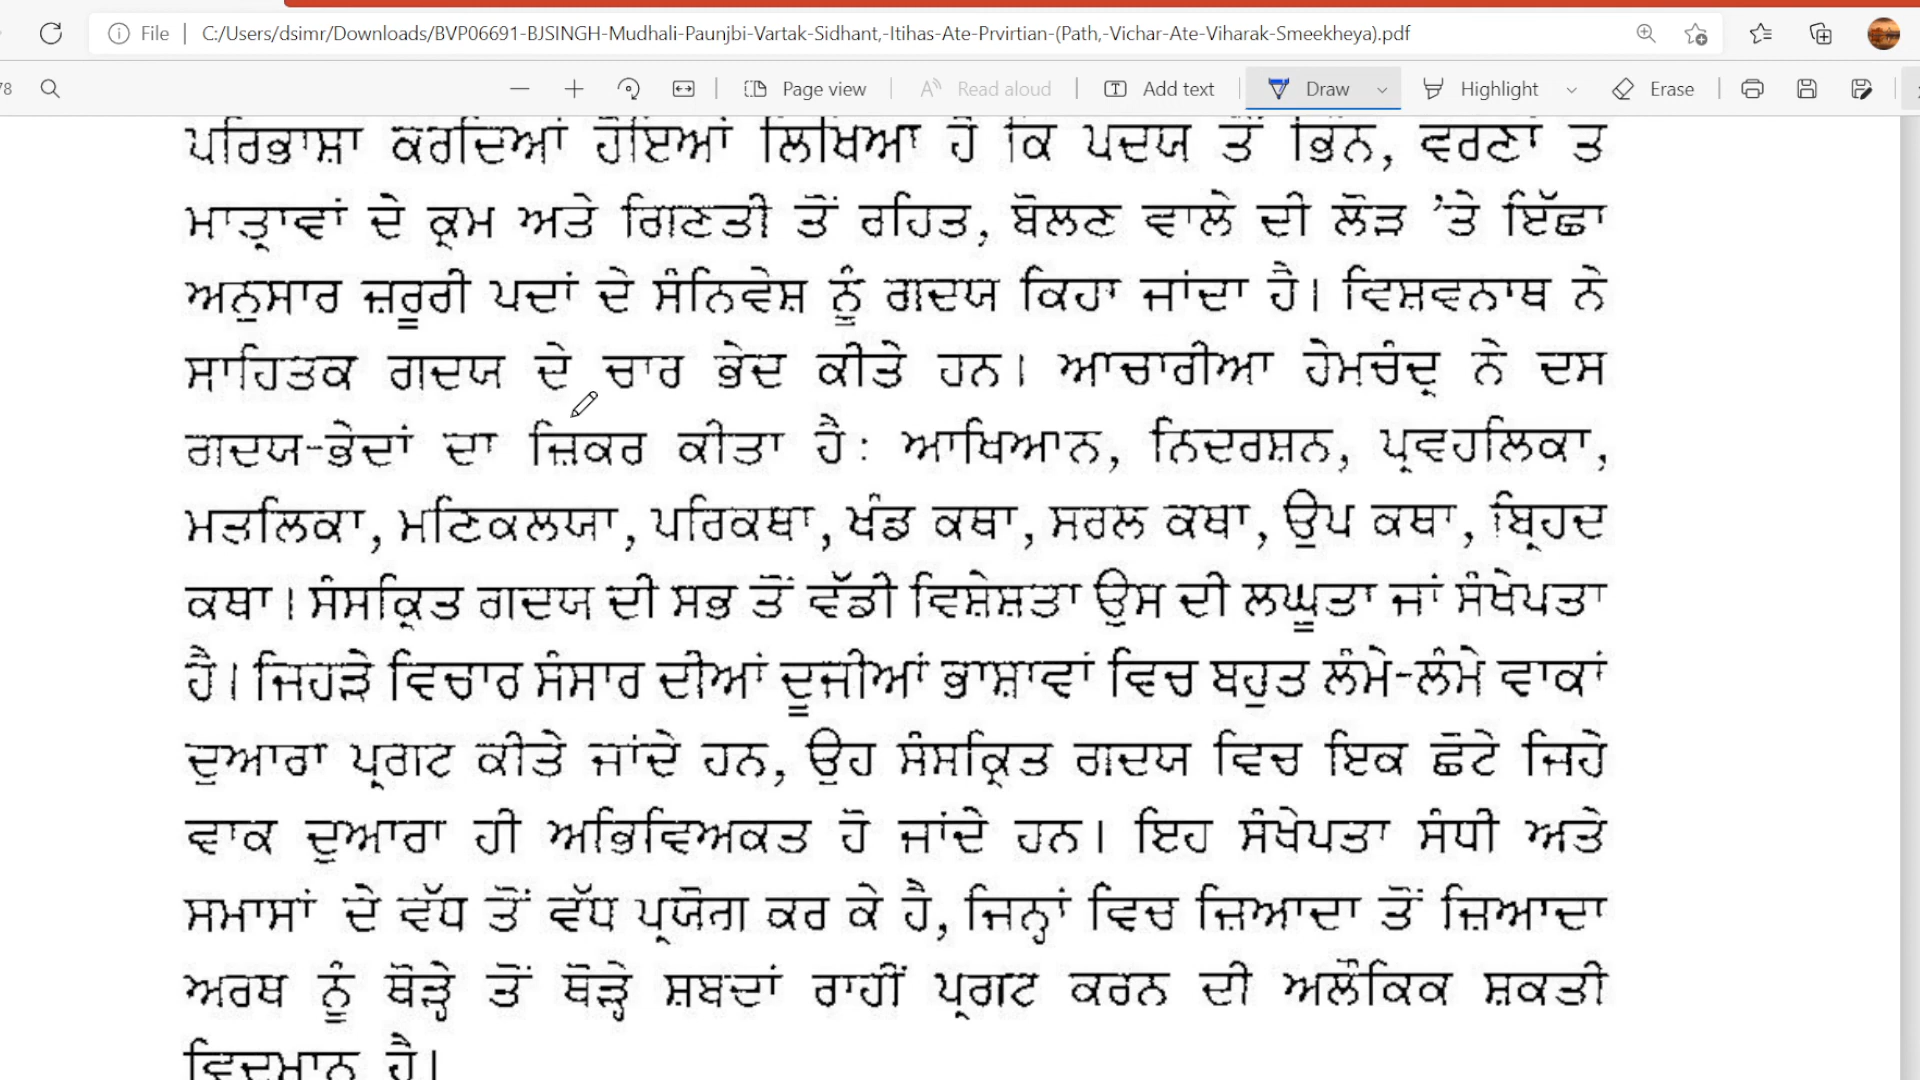 File
C:/Users/dsimr/Downloads/BVP06691-BJSINGH-Mudhali-Paunjbi-Vartak-Sidhant,-Itihas-Ate-Prvirtian-(Path,-Vichar-Ate-Viharak-Smeekheya).pdf
78 Page view Read aloud Add text Draw Highlight Erase
ਪਰਿਭਾਸ਼ਾ ਕਰਦਿਆਂ ਹੋਇਆਂ ਲਿਖਿਆ ਹੈ ਕਿ ਪਦਯ ਤੋਂ ਭਿੰਨ, ਵਰਣਾਂ ਤੇ
ਮਾਤ੍ਰਾਵਾਂ ਦੇ ਕ੍ਰਮ ਅਤੇ ਗਿਣਤੀ ਤੋਂ ਰਹਿਤ, ਬੋਲਣ ਵਾਲੇ ਦੀ ਲੋੜ ’ਤੇ ਇੱਛਾ
ਅਨੁਸਾਰ ਜ਼ਰੂਰੀ ਪਦਾਂ ਦੇ ਸੰਨਿਵੇਸ਼ ਨੂੰ ਗਦਯ ਕਿਹਾ ਜਾਂਦਾ ਹੈ। ਵਿਸ਼ਵਨਾਥ ਨੇ
ਸਾਹਿਤਕ ਗਦਯ ਦੇ ਚਾਰ ਭੇਦ ਕੀਤੇ ਹਨ। ਆਚਾਰੀਆ ਹੇਮਚੰਦ੍ਰ ਨੇ ਦਸ
ਗਦਯ-ਭੇਦਾਂ ਦਾ ਜ਼ਿਕਰ ਕੀਤਾ ਹੈ: ਆਖਿਆਨ, ਨਿਦਰਸ਼ਨ, ਪ੍ਰਵਹਲਿਕਾ,
ਮਤਲਿਕਾ, ਮਣਿਕਲਯਾ, ਪਰਿਕਥਾ, ਖੰਡ ਕਥਾ, ਸਰਲ ਕਥਾ, ਉਪ ਕਥਾ, ਬ੍ਰਿਹਦ
ਕਥਾ। ਸੰਸਕ੍ਰਿਤ ਗਦਯ ਦੀ ਸਭ ਤੋਂ ਵੱਡੀ ਵਿਸ਼ੇਸ਼ਤਾ ਉਸ ਦੀ ਲਘੂਤਾ ਜਾਂ ਸੰਖੇਪਤਾ
ਹੈ। ਜਿਹੜੇ ਵਿਚਾਰ ਸੰਸਾਰ ਦੀਆਂ ਦੂਜੀਆਂ ਭਾਸ਼ਾਵਾਂ ਵਿਚ ਬਹੁਤ ਲੰਮੇ-ਲੰਮੇ ਵਾਕਾਂ
ਦੁਆਰਾ ਪ੍ਰਗਟ ਕੀਤੇ ਜਾਂਦੇ ਹਨ, ਉਹ ਸੰਸਕ੍ਰਿਤ ਗਦਯ ਵਿਚ ਇਕ ਛੋਟੇ ਜਿਹੇ
ਵਾਕ ਦੁਆਰਾ ਹੀ ਅਭਿਵਿਅਕਤ ਹੋ ਜਾਂਦੇ ਹਨ। ਇਹ ਸੰਖੇਪਤਾ ਸੰਧੀ ਅਤੇ
ਸਮਾਸਾਂ ਦੇ ਵੱਧ ਤੋਂ ਵੱਧ ਪ੍ਰਯੋਗ ਕਰ ਕੇ ਹੈ, ਜਿਨ੍ਹਾਂ ਵਿਚ ਜ਼ਿਆਦਾ ਤੋਂ ਜ਼ਿਆਦਾ
ਅਰਥ ਨੂੰ ਥੋੜ੍ਹੇ ਤੋਂ ਥੋੜ੍ਹੇ ਸ਼ਬਦਾਂ ਰਾਹੀਂ ਪ੍ਰਗਟ ਕਰਨ ਦੀ ਅਲੌਕਿਕ ਸ਼ਕਤੀ
ਵਿਦਮਾਨ ਹੈ।